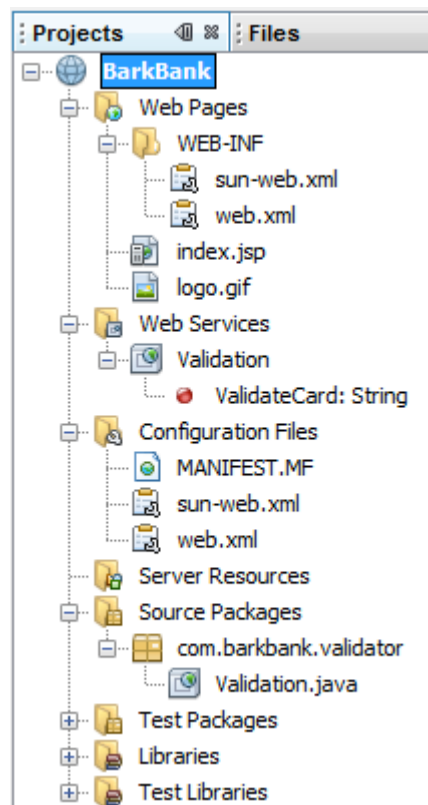 Projects Files
BarkBank
Web Pages
WEB-INF
sun-web.xml
web.xml
index.jsp
logo.gif
Web Services
Validation
ValidateCard: String
Configuration Files
MANIFEST.MF
sun-web.xml
web.xml
Server Resources
Source Packages
com.barkbank.validator
Validation.java
Test Packages
Libraries
Test Libraries